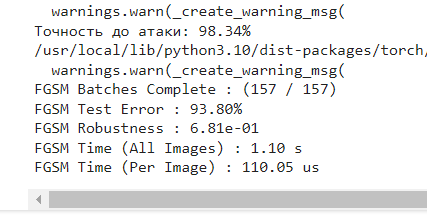 warnings.warn(_create_warning_msg(
Точность до атаки: 98.34%
/usr/local/lib/python3.10/dist-packages/torch/
warnings.warn(_create_warning_msg(
FGSM Batches Complete : (157 / 157)
FGSM Test Error : 93.80%
FGSM Robustness : 6.81e-01
FGSM Time (All Images) : 1.10 s
FGSM Time (Per Image) : 110.05 us